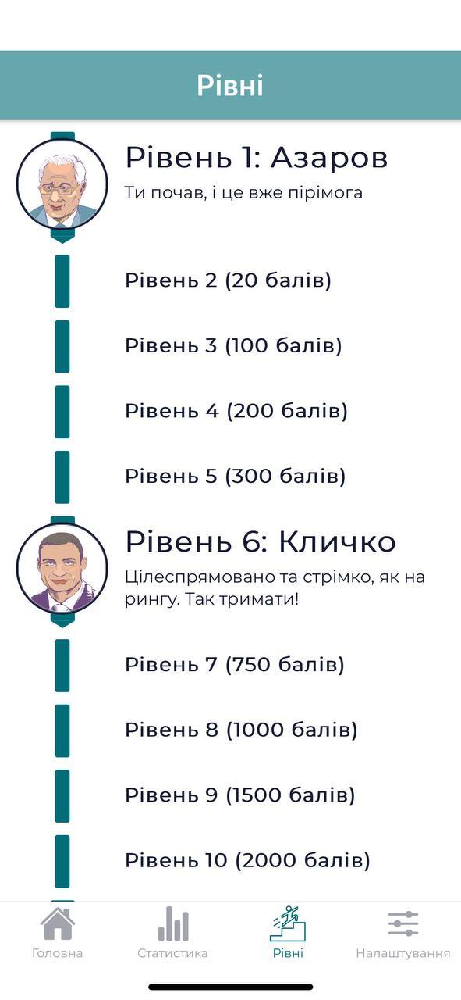 Рівні
Рівень 1: Азаров
Ти почав, і це вже пірімога
Рівень 2 (20 балів)
Рівень 3 (100 балів)
Рівень 4 (200 балів)
Рівень 5 (300 балів)
Рівень 6: Кличко
Цілеспрямовано та стрімко, як на
рингу. Так тримати!
Рівень 7 (750 балів)
Рівень 8 (1000 балів)
Рівень 9 (1500 балів)
Рівень 10 (2000 балів)
Головна
Статистика
Рівні
Налаштування